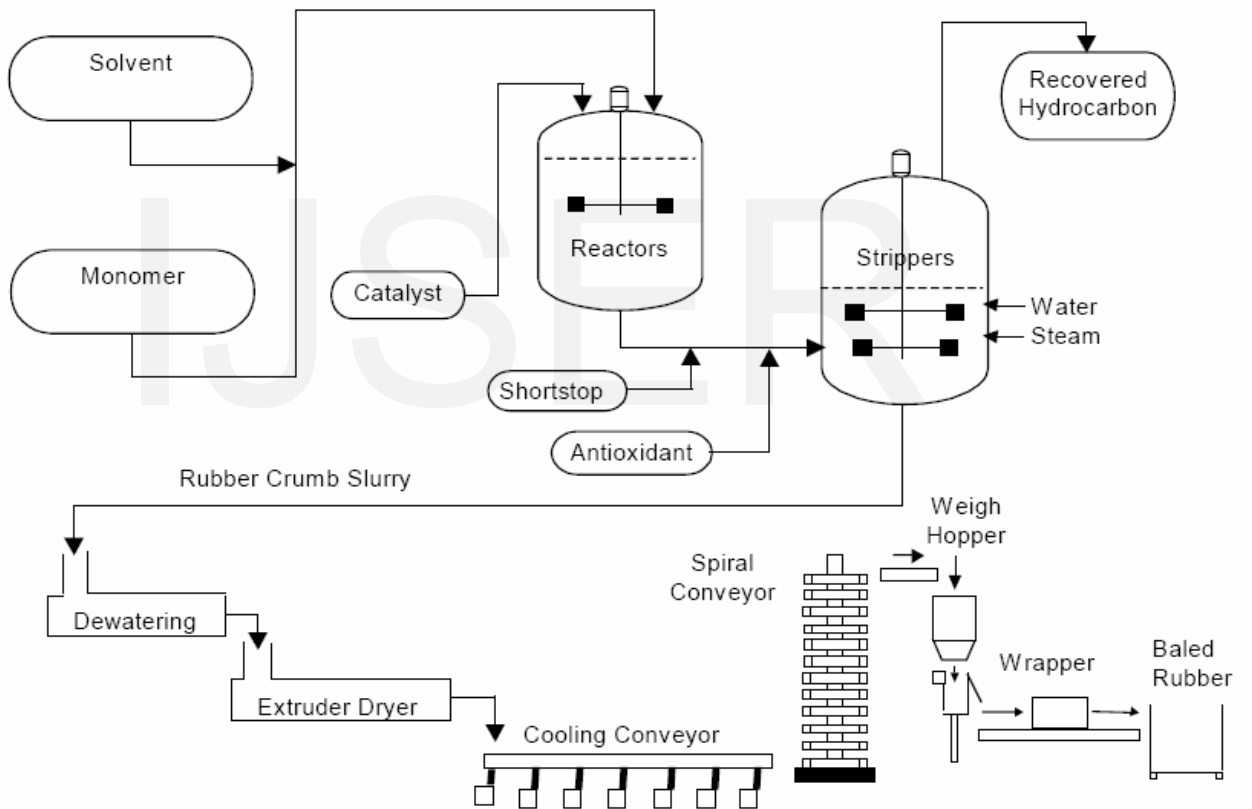 Solvent
Recovered
Hydrocarbon
Reactors
Strippers
Monomer
Catalyst
Water
Steam
Shortstop
Antioxidant
IJSER
Rubber Crumb Slurry
Weigh
Hopper
Spiral
Conveyor
Dewatering
Wrapper
Baled
Rubber
Extruder Dryer
Cooling Conveyor